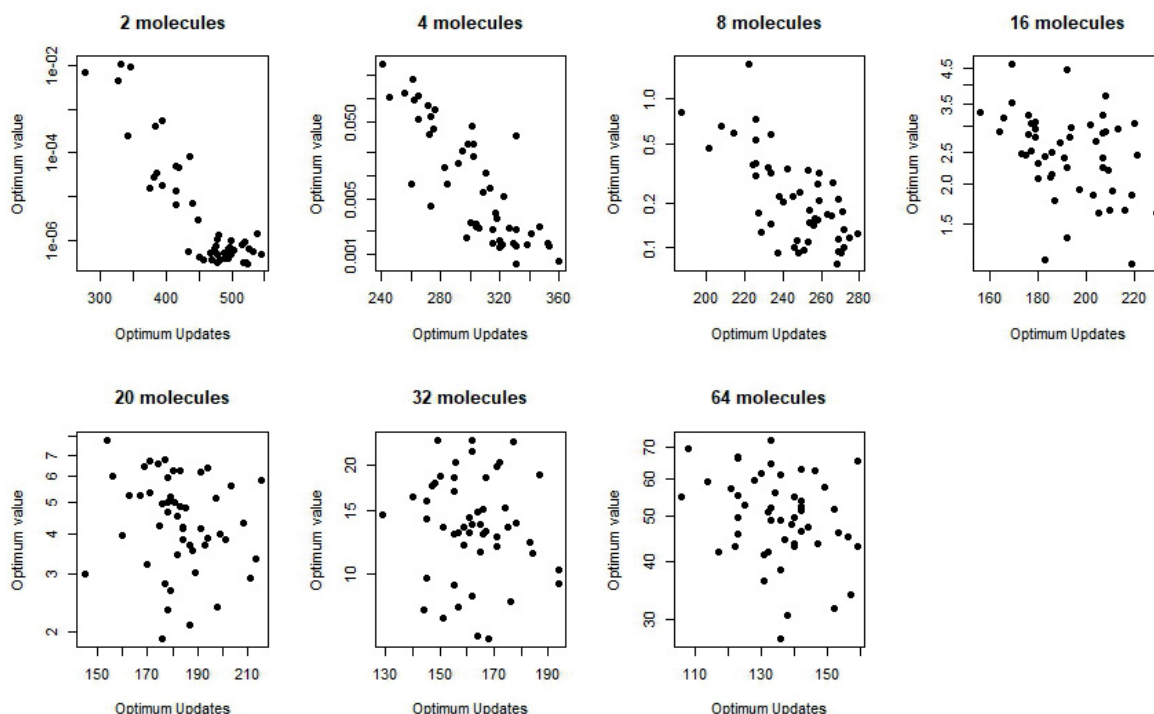 2 molecules
4 molecules
8 molecules
16 molecules
Optimum value
1e-06 1e-04 1e-02
300 400 500
Optimum Updates
Optimum value
0.001 0.005 0.050
240 280 320 360
Optimum Updates
Optimum value
0.1 0.2 0.5 1.0
200 220 240 260 280
Optimum Updates
Optimum value
1.5 2.0 2.5 3.5 4.5
160 180 200 220
Optimum Updates
20 molecules
32 molecules
64 molecules
Optimum value
2 3 4 5 6 7
150 170 190 210
Optimum Updates
Optimum value
10 15 20
130 150 170 190
Optimum Updates
Optimum value
30 40 50 60 70
110 130 150
Optimum Updates